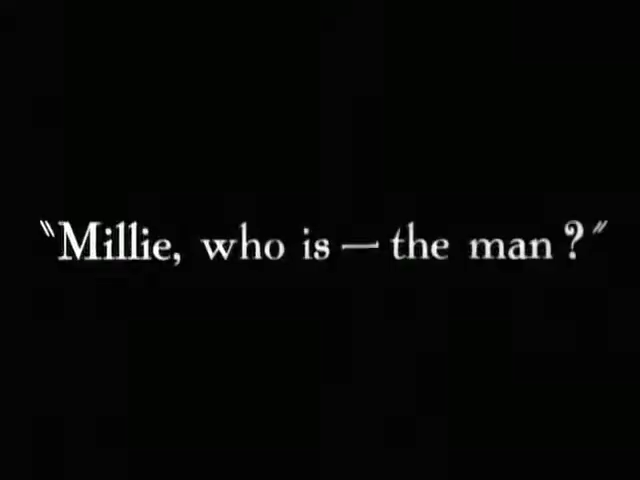 "Millie, who is — the man?"